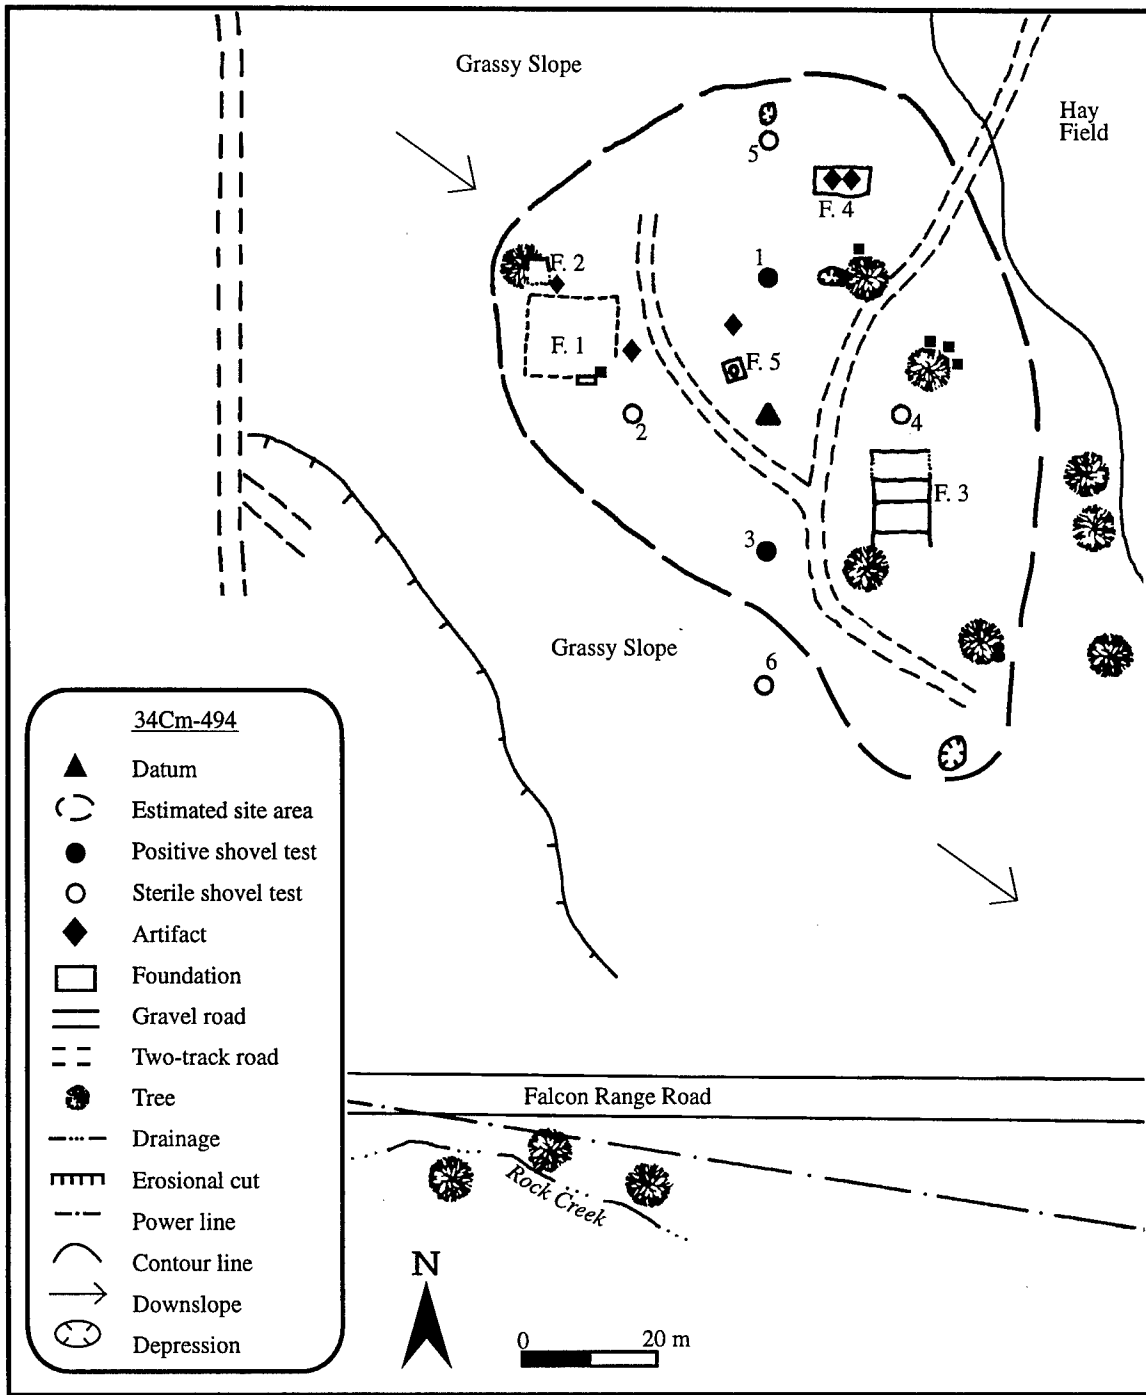 Grassy Slope
Hay
Field
5
F. 4
F. 2
1
F. 1
F. 5
2
4
F. 3
3
Grassy Slope
6
34Cm-494
Datum
Estimated site area
Positive shovel test
Sterile shovel test
Artifact
Foundation
Gravel road
Two-track road
Tree
Drainage
Erosional cut
Power line
Contour line
Downslope
Depression
Falcon Range Road
Rock Creek
N
0 20 m